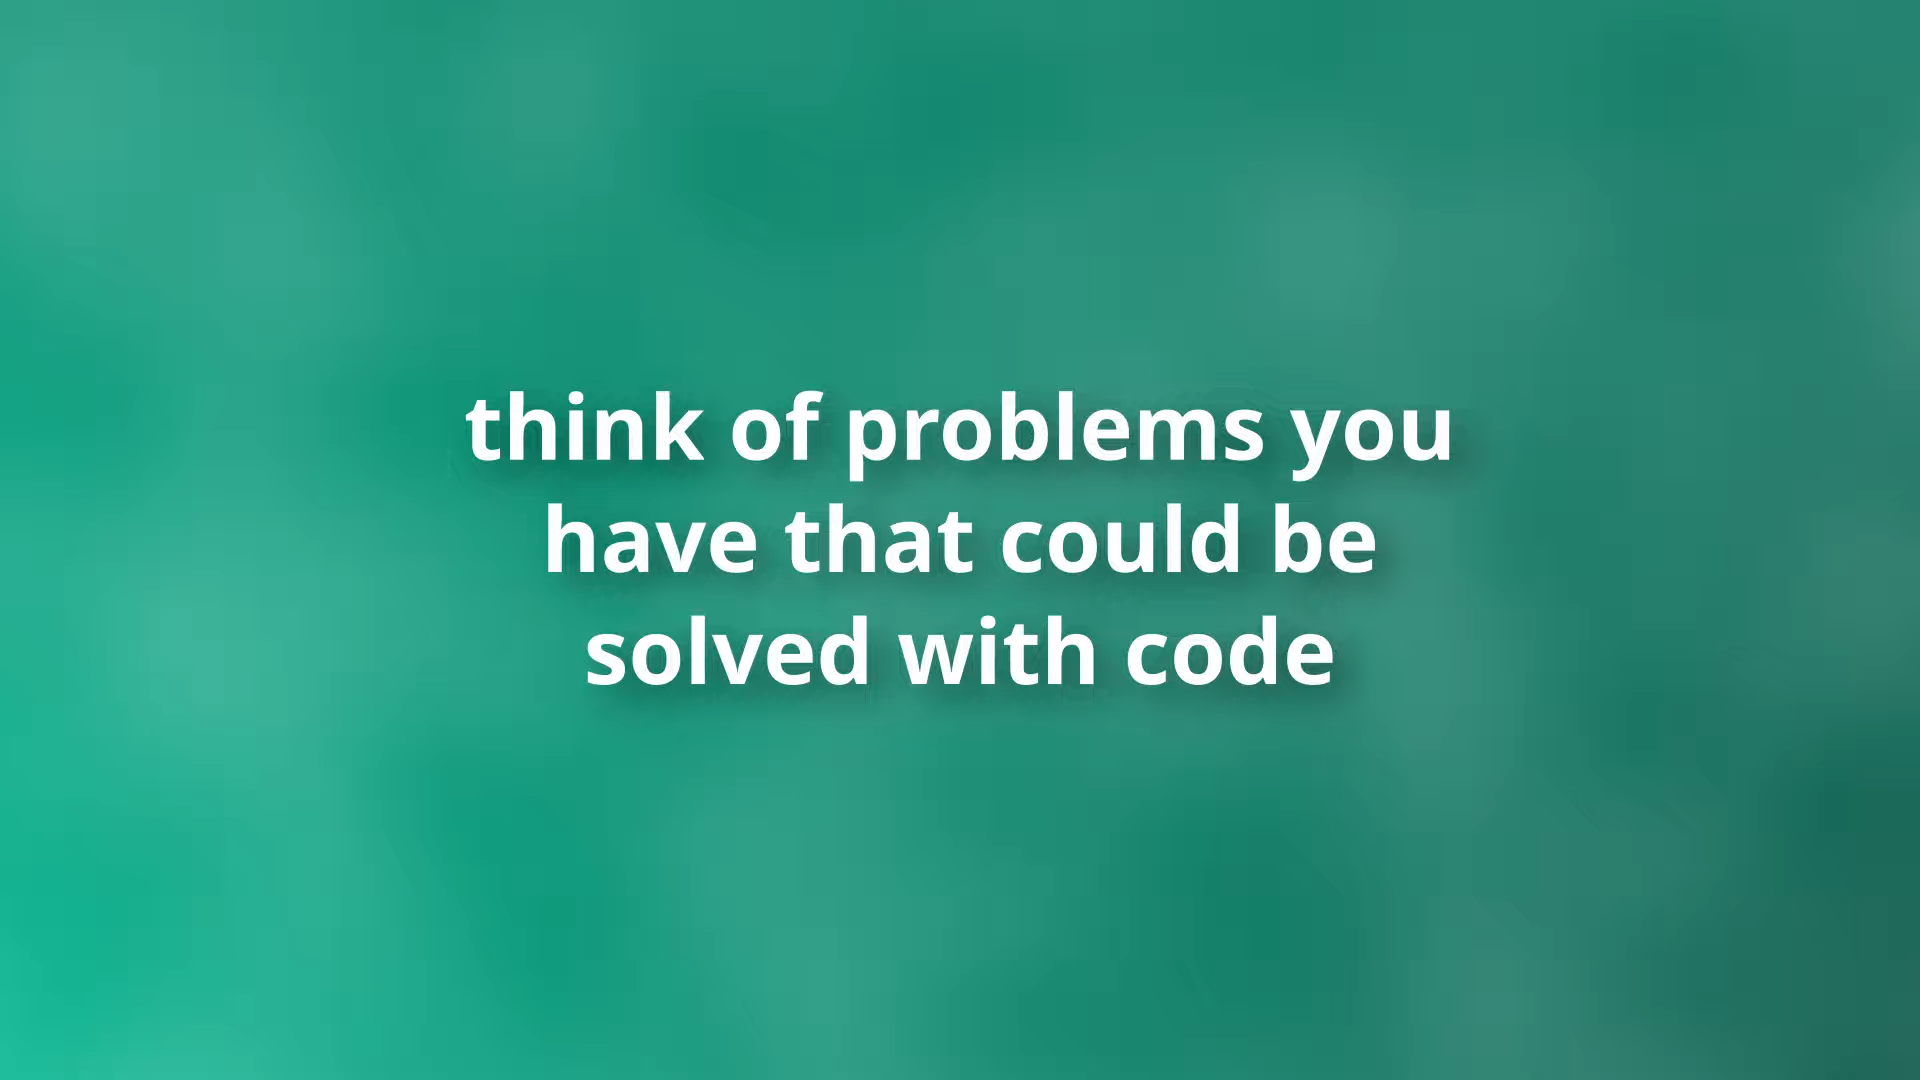 think of problems you
have that could be
solved with code